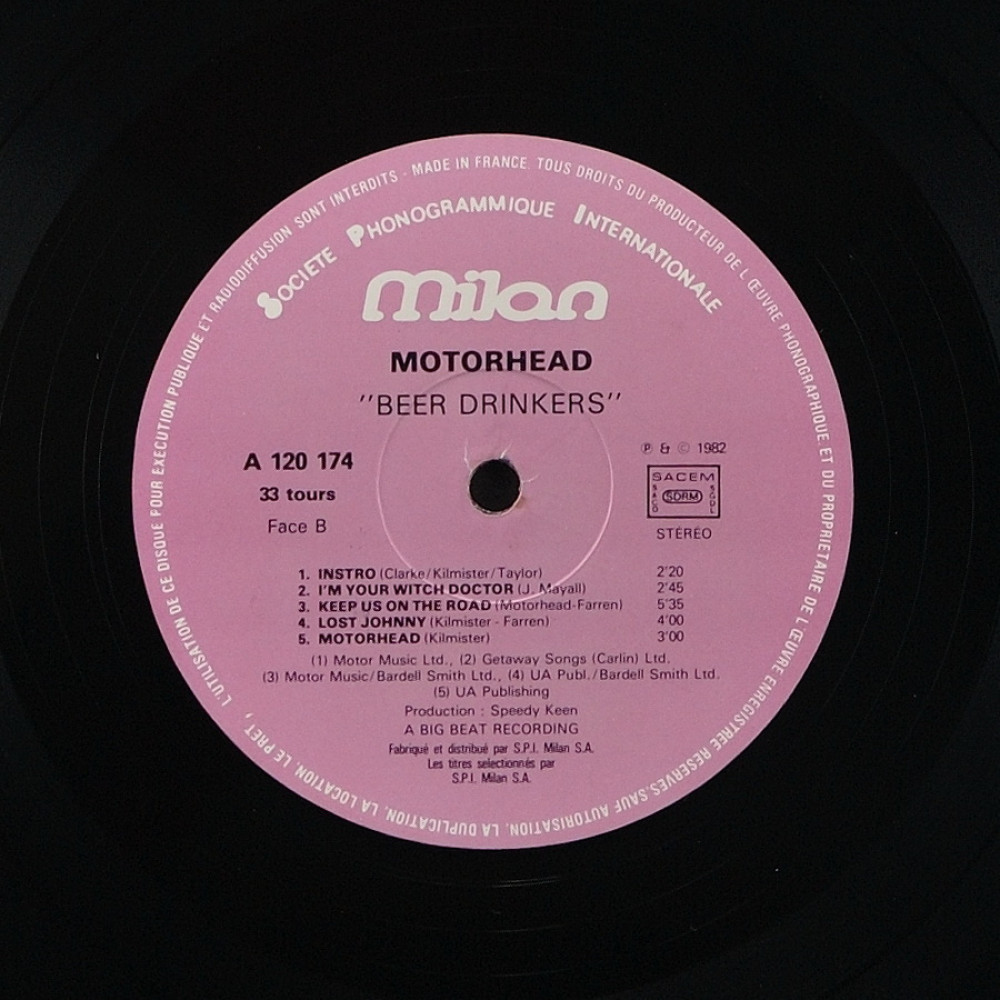 L'UTILISATION DE CE DISQUE POUR EXECUTION PUBLIQUE ET RADIODIFFUSION SONT INTERDITS - MADE IN FRANCE. TOUS DROITS DU PRODUCTEUR DE L'ŒUVRE PHONOGRAPHIQUE ET DU PROPRIETAIRE DE L'ŒUVRE ENREGISTREE RESERVES. SAUF AUTORISATION, LA DUPLICATION, LA LOCATION, LE PRET,
SOCIETE PHONOGRAMMIQUE INTERNATIONALE
Milan
MOTORHEAD
"BEER DRINKERS"
A 120 174
33 tours
Face B
℗ & © 1982
SACEM
SACD SDRM SGDL
STÉRÉO
1. INSTRO (Clarke/Kilmister/Taylor) 2'20
2. I'M YOUR WITCH DOCTOR (J. Mayall) 2'45
3. KEEP US ON THE ROAD (Motorhead-Farren) 5'35
4. LOST JOHNNY (Kilmister - Farren) 4'00
5. MOTORHEAD (Kilmister) 3'00
(1) Motor Music Ltd., (2) Getaway Songs (Carlin) Ltd.
(3) Motor Music/Bardell Smith Ltd., (4) UA Publ./Bardell Smith Ltd.
(5) UA Publishing
Production : Speedy Keen
A BIG BEAT RECORDING
Fabriqué et distribué par S.P.I. Milan S.A.
Les titres selectionnés par
S.P.I. Milan S.A.